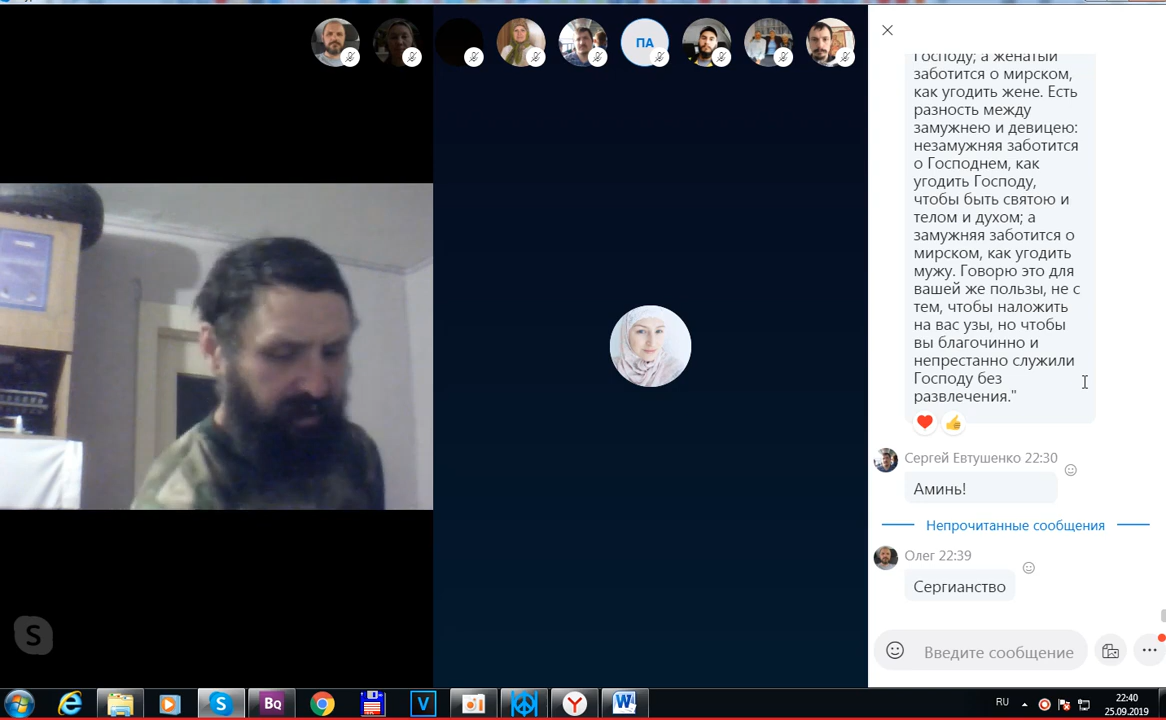 ПА
Господу; а женатый
заботится о мирском,
как угодить жене. Есть
разность между
замужнею и девицею:
незамужняя заботится
о Господнем, как
угодить Господу,
чтобы быть святою и
телом и духом; а
замужняя заботится о
мирском, как угодить
мужу. Говорю это для
вашей же пользы, не с
тем, чтобы наложить
на вас узы, но чтобы
вы благочинно и
непрестанно служили
Господу без
развлечения."
Сергей Евтушенко 22:30
Аминь!
Непрочитанные сообщения
Олег 22:39
Сергианство
Введите сообщение
S
S
Bq
V
Y
W
RU
22:40
25.09.2019